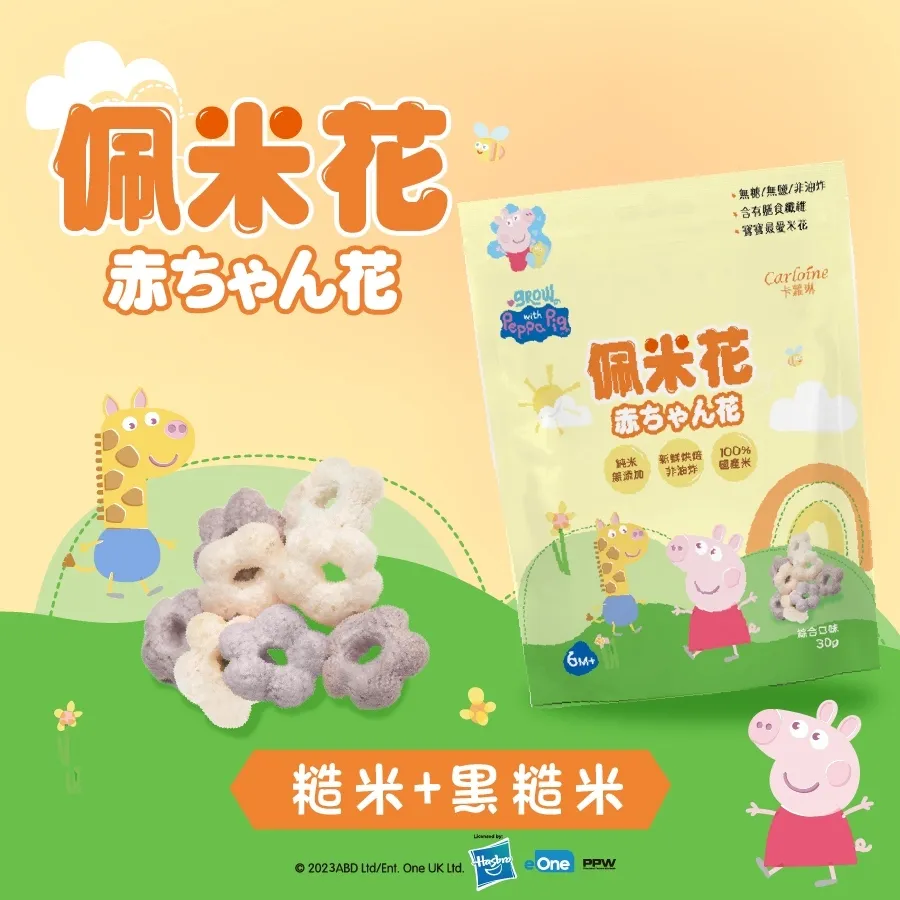 佩米花
赤ちゃん花
無糖/無鹽/非油炸
含有膳食纖維
寶寶最愛米花
Carloine
卡蘿琳
grow
with
Peppa Pig
佩米花
赤ちゃん花
純米
無添加
新鮮烘焙
非油炸
100%
國產米
6M+
綜合口味
30g
糙米+黑糙米
Licensed by:
© 2023ABD Ltd/Ent. One UK Ltd.
Hasbro
eOne
PPW